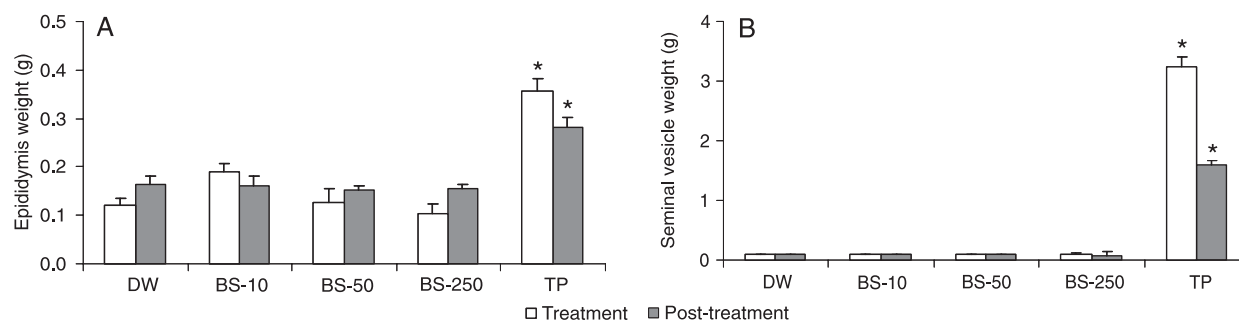 A
Epididymis weight (g)
0.5
0.4
0.3
0.2
0.1
0.0
* *
DW BS-10 BS-50 BS-250 TP
B
Seminal vesicle weight (g)
4
3
2
1
0
* *
DW BS-10 BS-50 BS-250 TP
Treatment Post-treatment